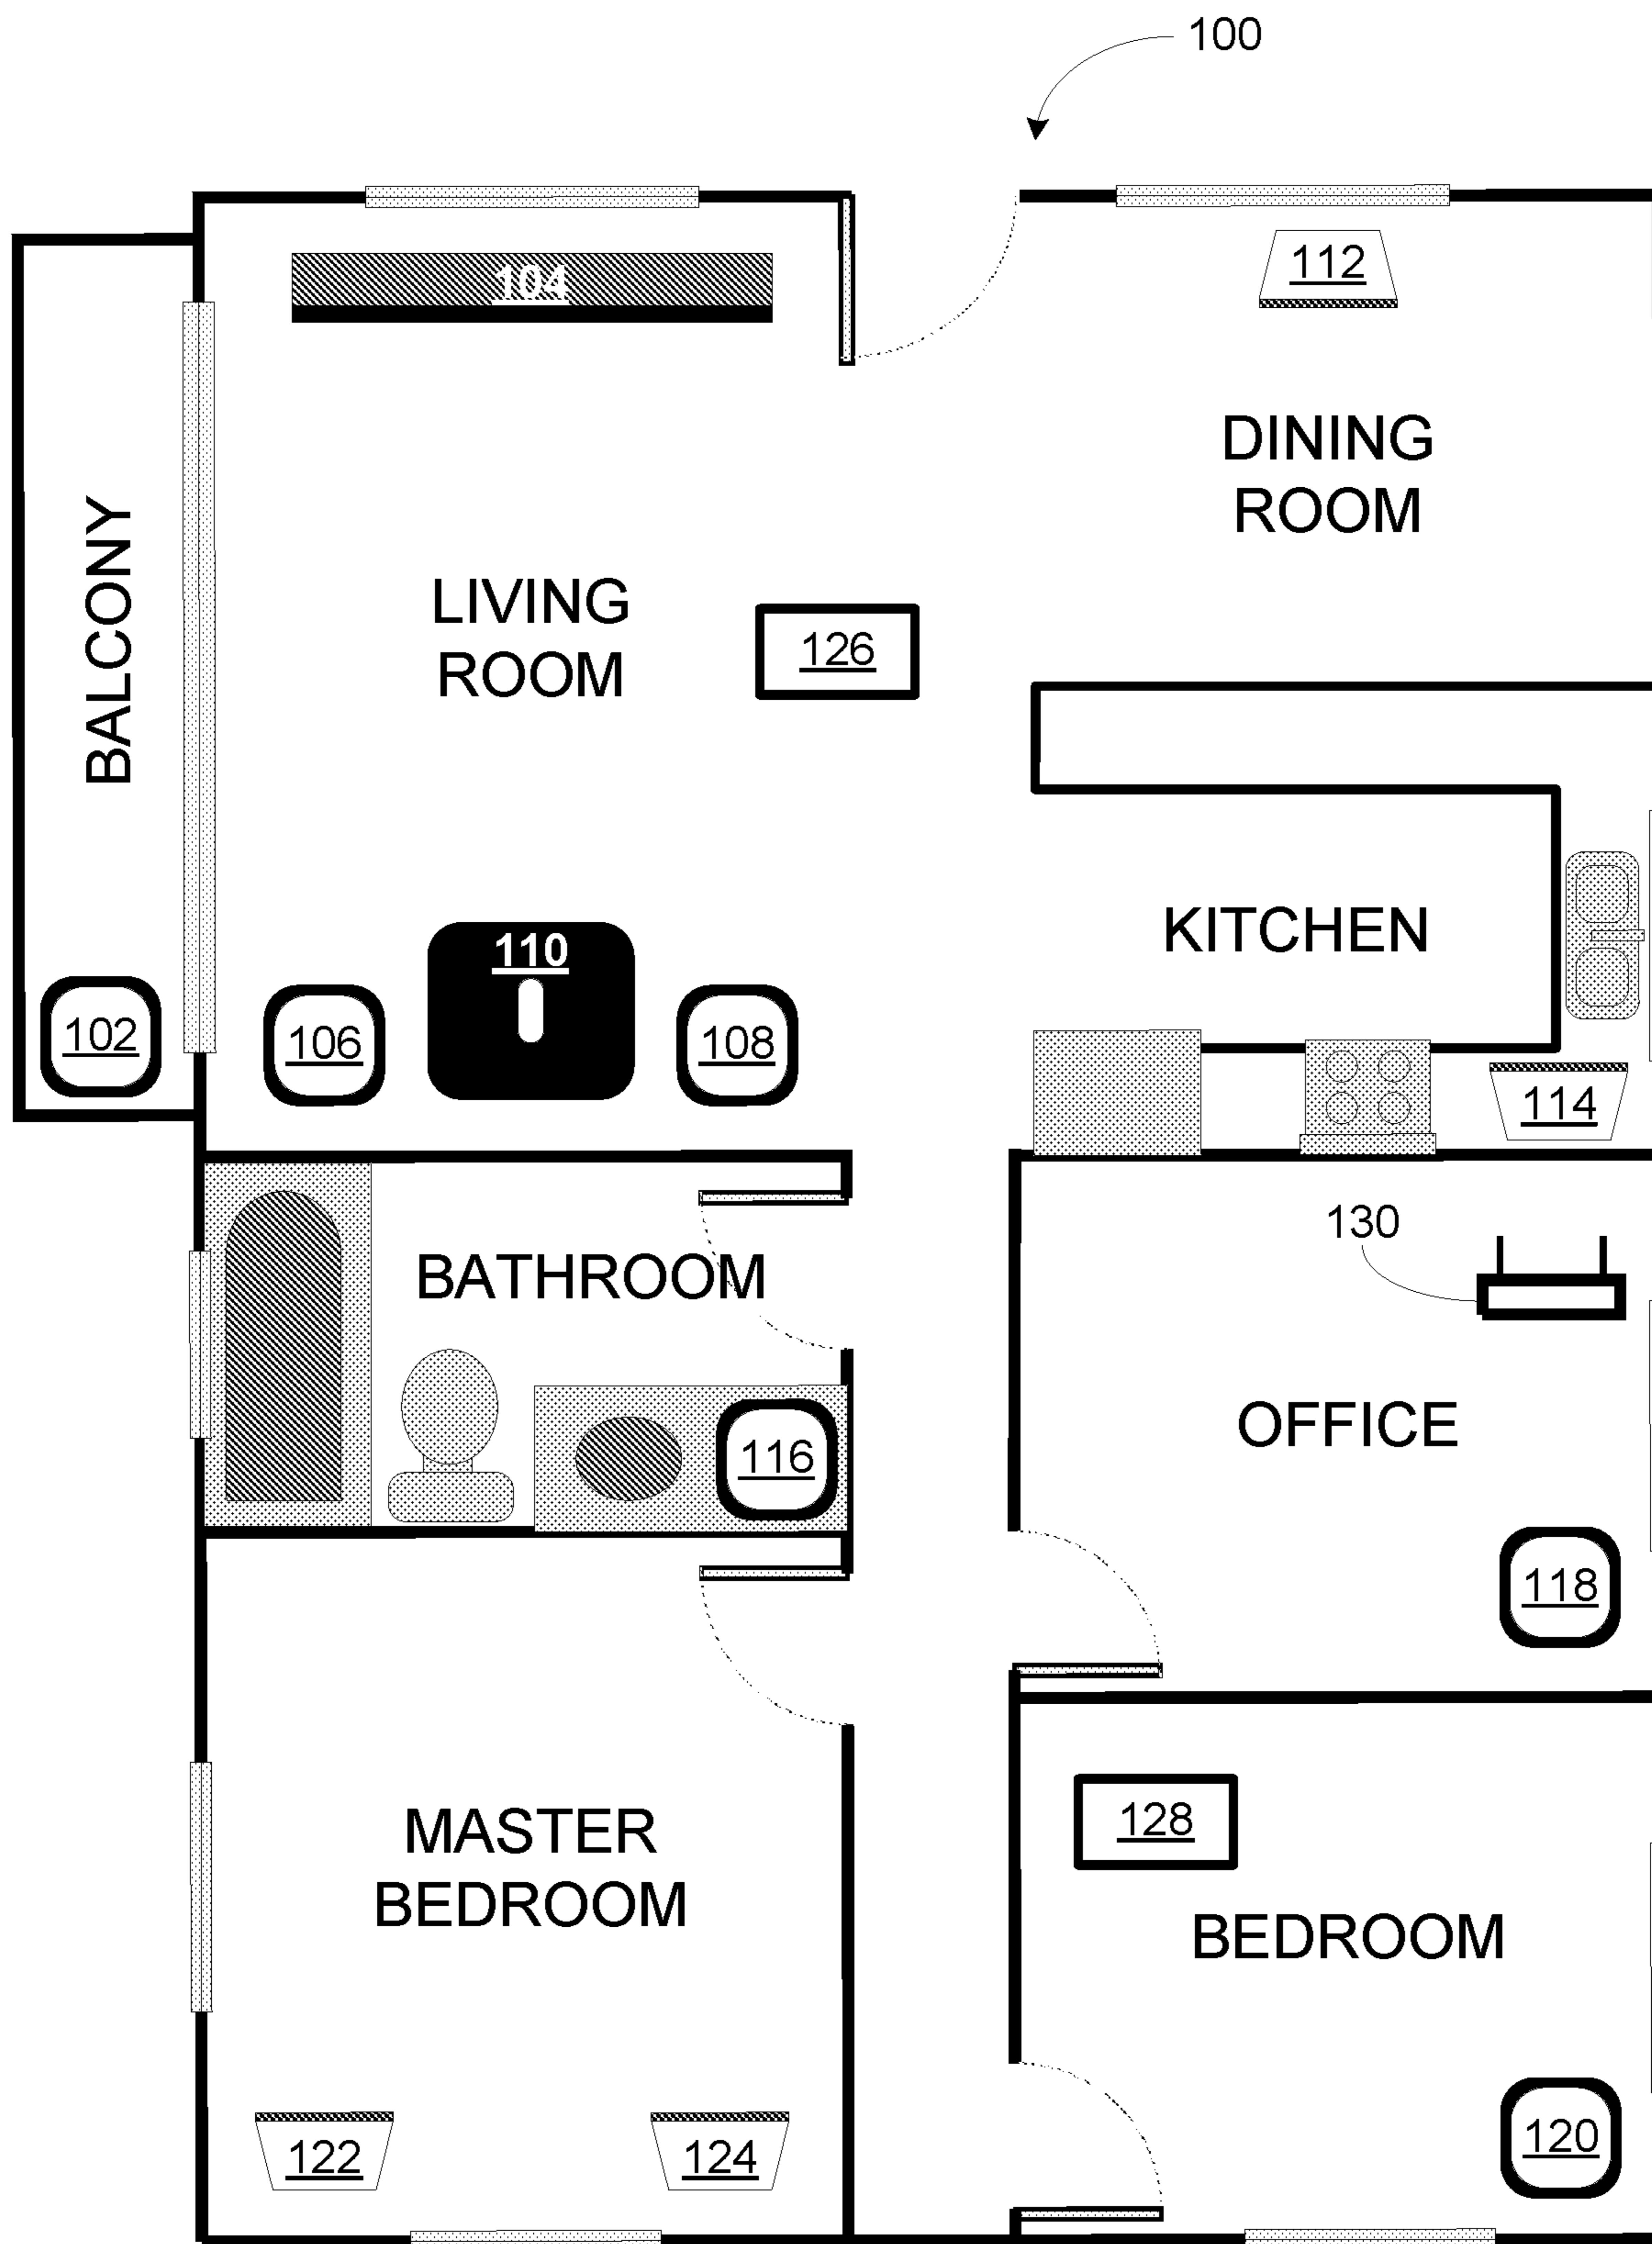 100
104
112
DINING
ROOM
BALCONY
LIVING
ROOM
126
KITCHEN
110
102
106
108
114
130
BATHROOM
OFFICE
116
118
MASTER
BEDROOM
128
BEDROOM
120
122
124